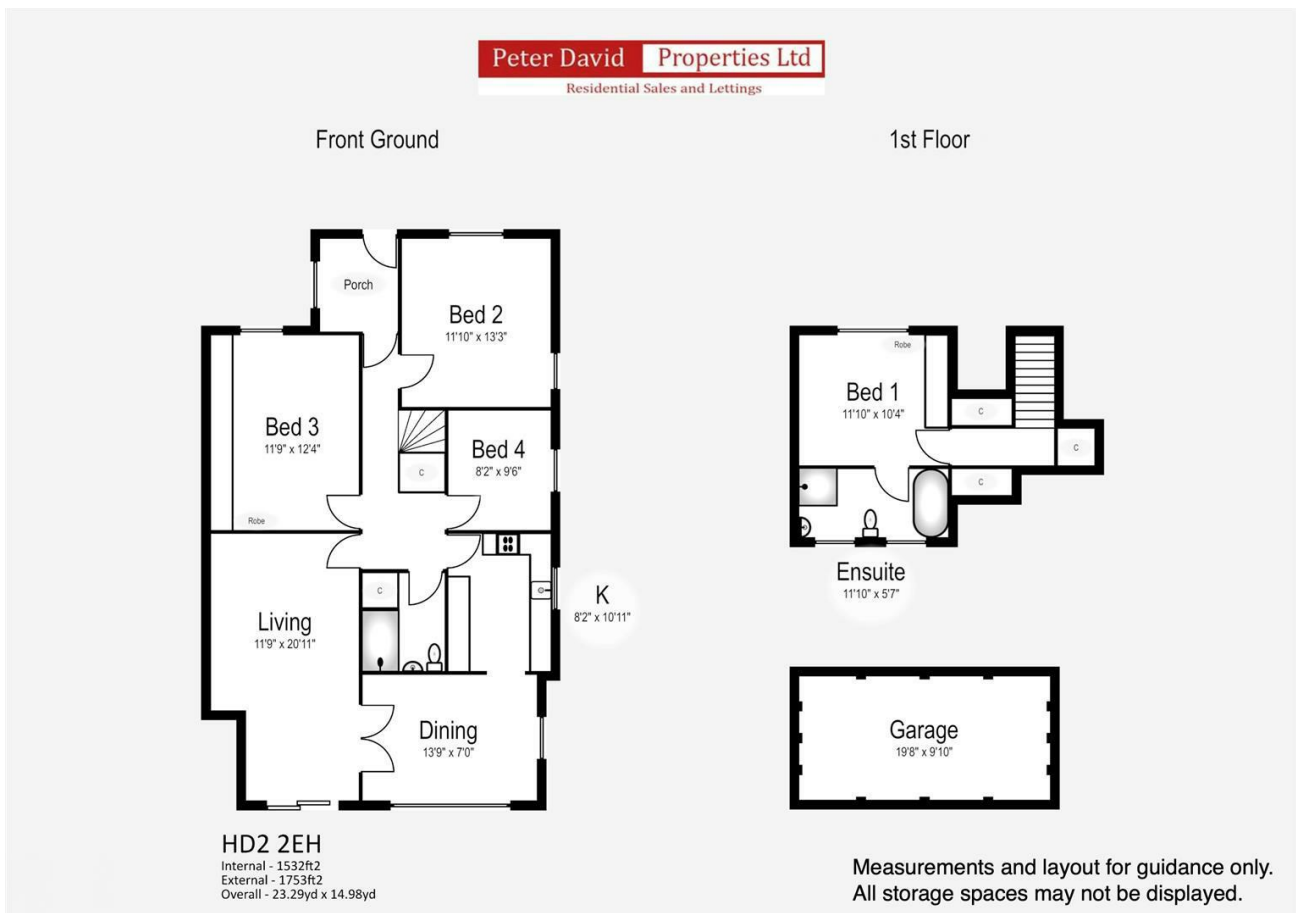 Peter David Properties Ltd
Residential Sales and Lettings
Front Ground
1st Floor
Porch
Bed 2
11'10" x 13'3"
Bed 3
11'9" x 12'4"
Robe
Bed 4
8'2" x 9'6"
C
C
Living
11'9" x 20'11"
K
8'2" x 10'11"
Dining
13'9" x 7'0"
Robe
Bed 1
11'10" x 10'4"
C
C
C
Ensuite
11'10" x 5'7"
Garage
19'8" x 9'10"
HD2 2EH
Internal - 1532ft2
External - 1753ft2
Overall - 23.29yd x 14.98yd
Measurements and layout for guidance only.
All storage spaces may not be displayed.